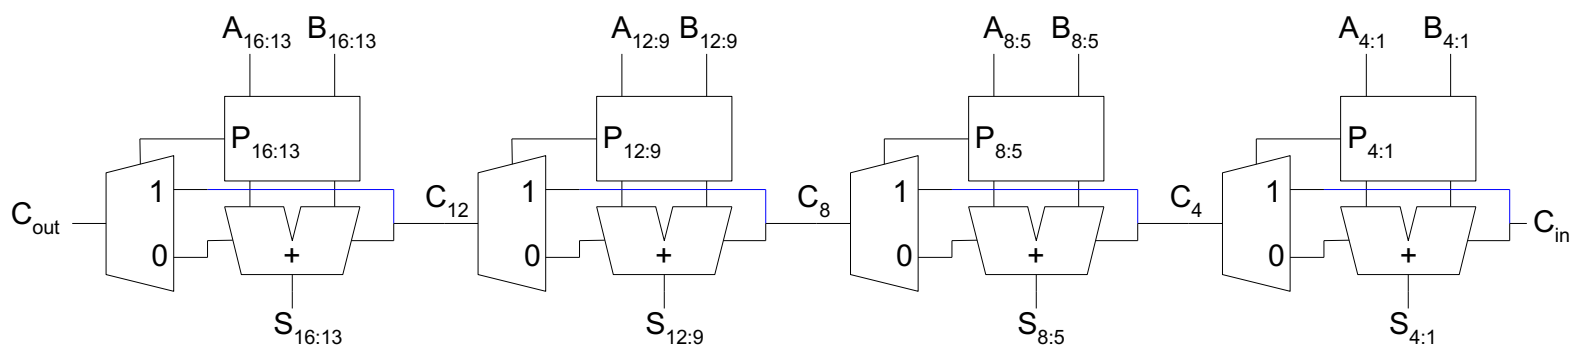 A16:13 B16:13 A12:9 B12:9 A8:5 B8:5 A4:1 B4:1
P16:13 P12:9 P8:5 P4:1
1 C12 1 C8 1 C4 1
Cout Cin
0 + 0 + 0 + 0 +
S16:13 S12:9 S8:5 S4:1